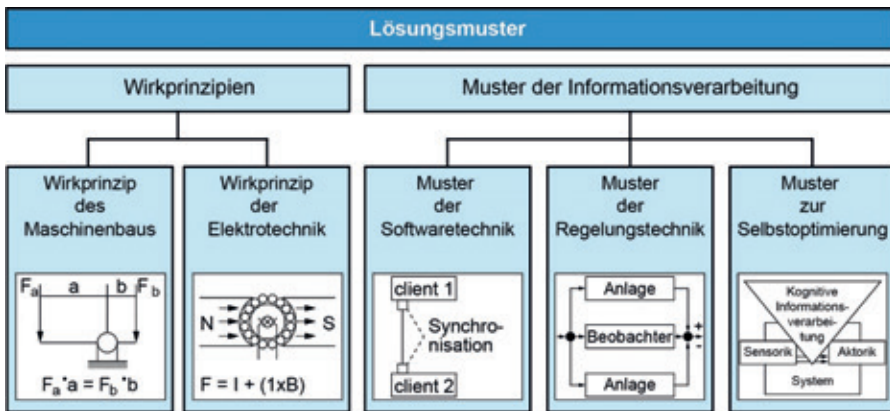 Lösungsmuster
Wirkprinzipien
Muster der Informationsverarbeitung
Wirkprinzip
des
Maschinenbaus
Wirkprinzip
der
Elektrotechnik
Muster
der
Softwaretechnik
Muster
der
Regelungstechnik
Muster
zur
Selbstoptimierung
Fₐ a b F_b
Fₐ*a = F_b*b
N S
F = I + (1xB)
client 1
Synchro-
nisation
client 2
Anlage
Beobachter
+
-
Anlage
Kognitive
Informations-
verarbei-
tung
Sensorik Aktorik
System